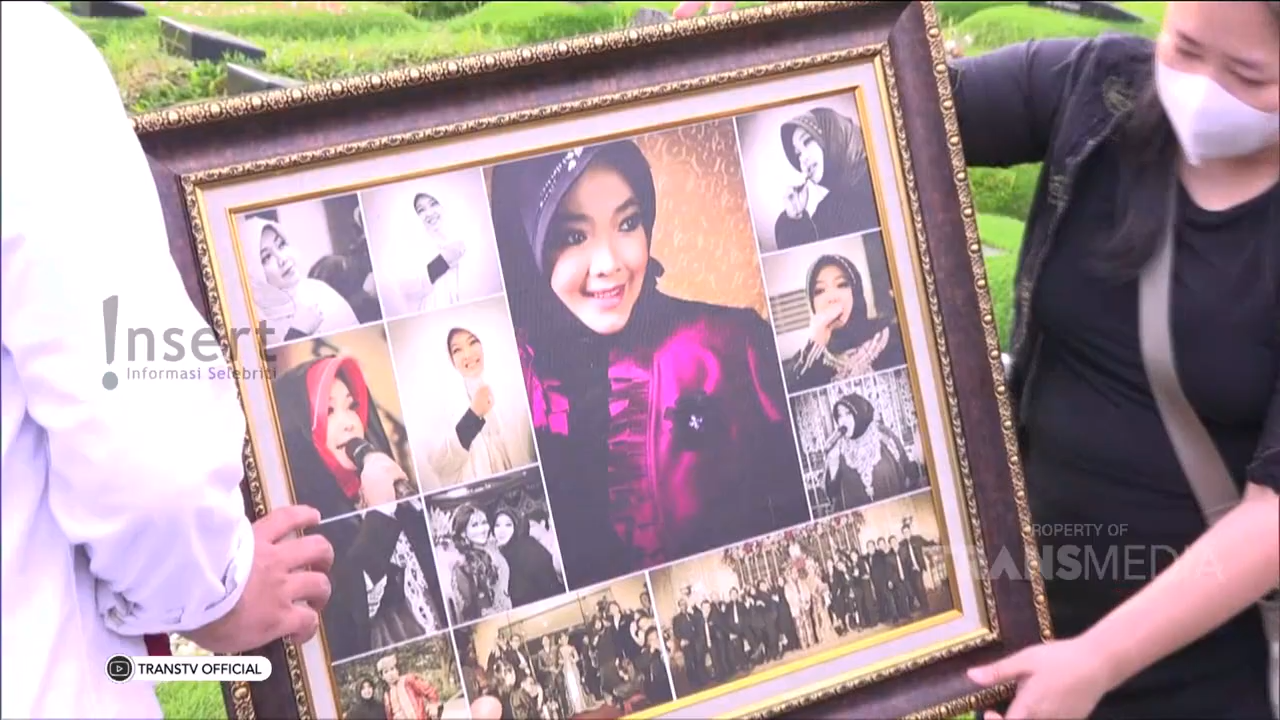 Insert
Informasi Selebriti
PROPERTY OF
TRANSMEDIA
TRANSTV OFFICIAL